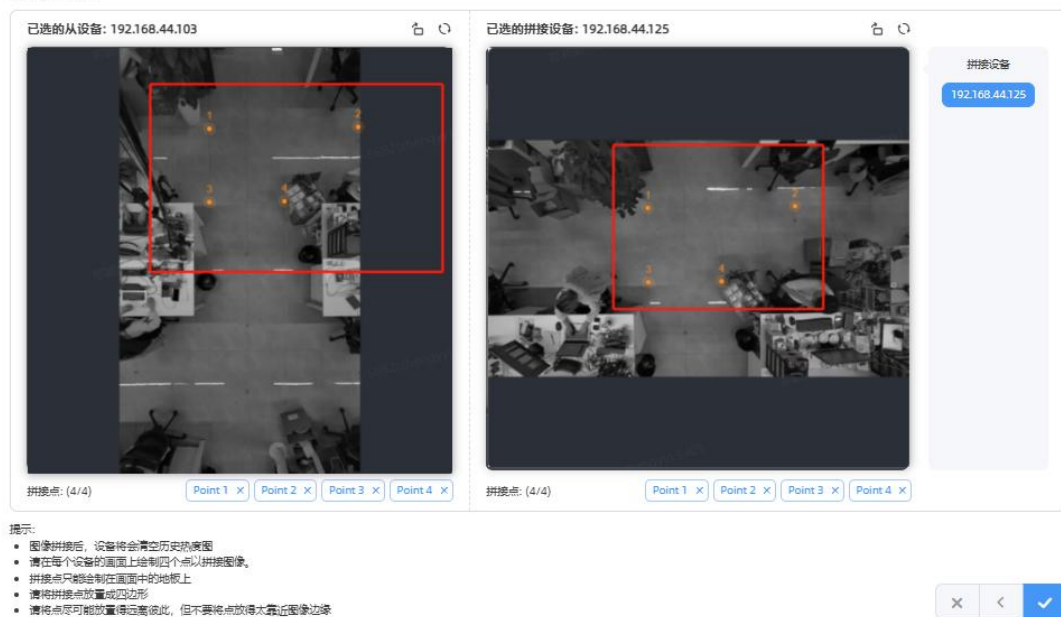 已选的从设备: 192.168.44.103
已选的拼接设备: 192.168.44.125
拼接设备
192.168.44.125
1
2
3
4
1
2
3
4
拼接点: (4/4)
Point 1 ×
Point 2 ×
Point 3 ×
Point 4 ×
拼接点: (4/4)
Point 1 ×
Point 2 ×
Point 3 ×
Point 4 ×
提示:
• 图像拼接后，设备将会清空历史热度图
• 请在每个设备的画面上绘制四个点以拼接图像。
• 拼接点只能绘制在画面中的地板上
• 请将拼接点放置成四边形
• 请将点尽可能放置得远离彼此，但不要将点放得太靠近图像边缘